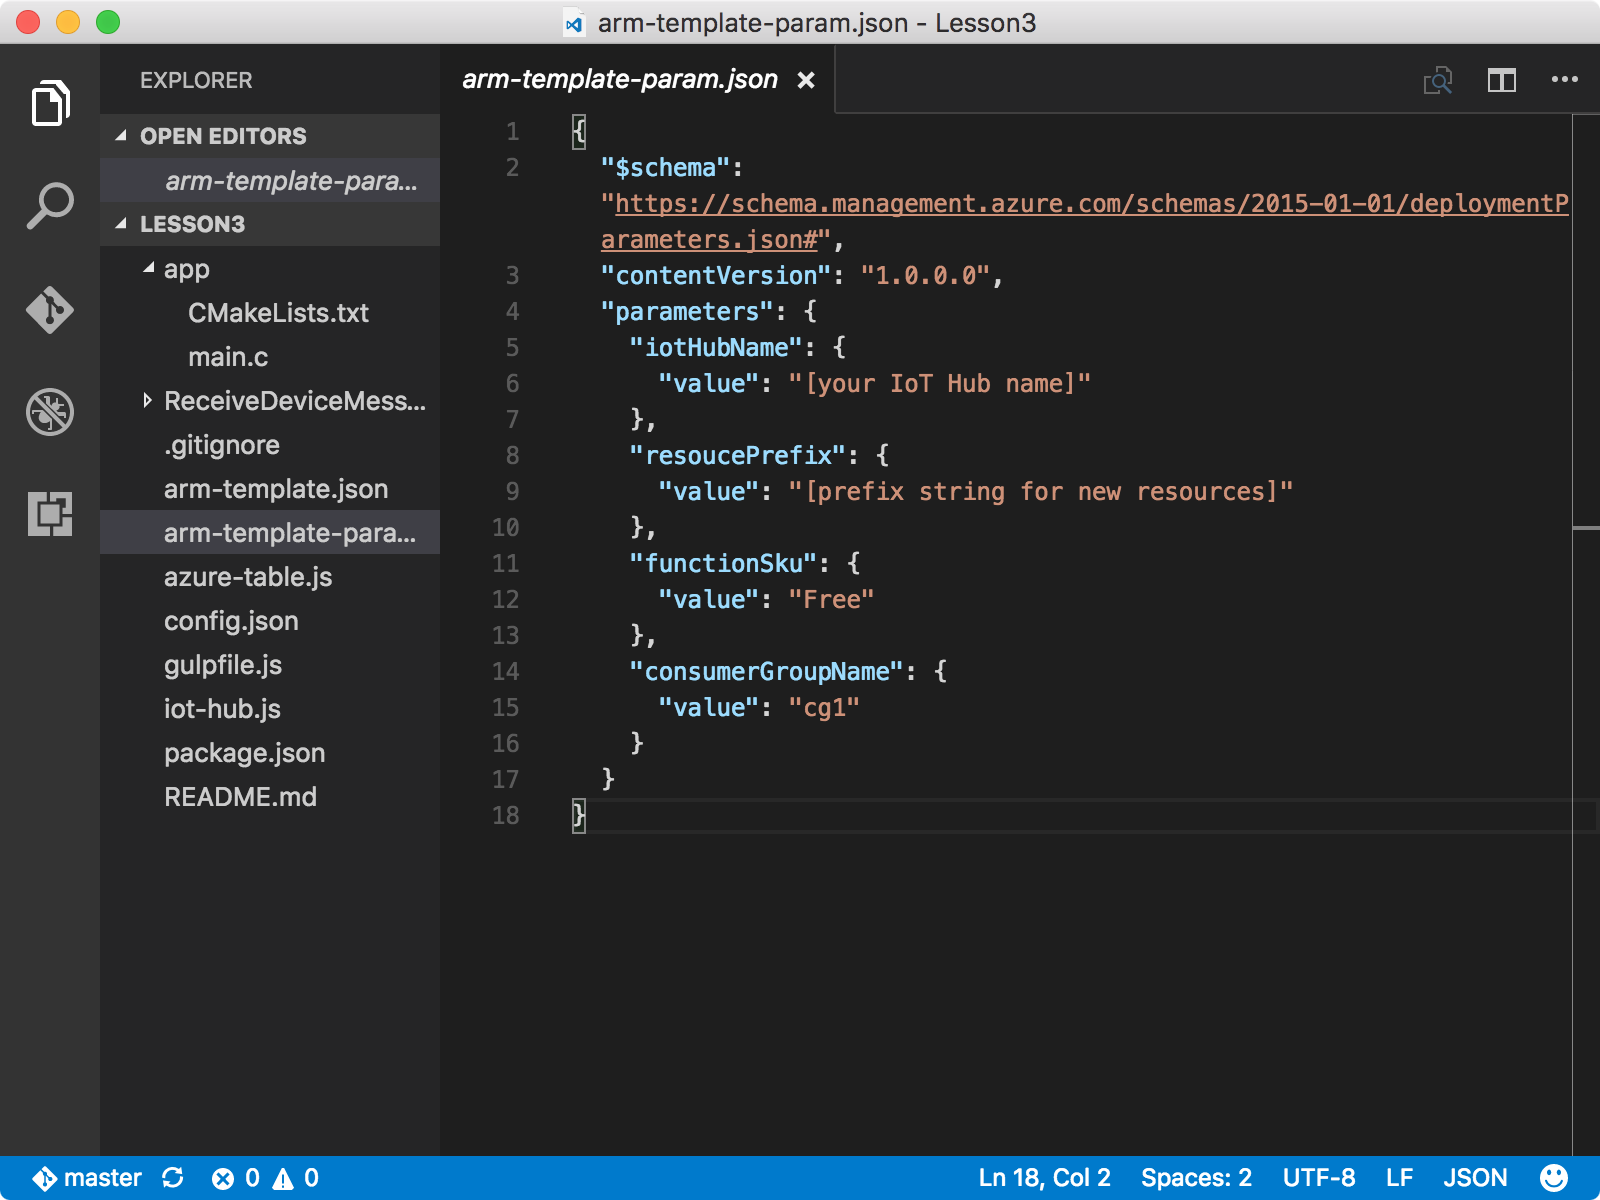 arm-template-param.json - Lesson3
EXPLORER
OPEN EDITORS
arm-template-para...
LESSON3
app
CMakeLists.txt
main.c
ReceiveDeviceMess...
.gitignore
arm-template.json
arm-template-para...
azure-table.js
config.json
gulpfile.js
iot-hub.js
package.json
README.md
arm-template-param.json ×
1 {
2 "$schema":
"https://schema.management.azure.com/schemas/2015-01-01/deploymentP
arameters.json#",
3 "contentVersion": "1.0.0.0",
4 "parameters": {
5 "iotHubName": {
6 "value": "[your IoT Hub name]"
7 },
8 "resoucePrefix": {
9 "value": "[prefix string for new resources]"
10 },
11 "functionSku": {
12 "value": "Free"
13 },
14 "consumerGroupName": {
15 "value": "cg1"
16 }
17 }
18 }
master 0 0 Ln 18, Col 2 Spaces: 2 UTF-8 LF JSON